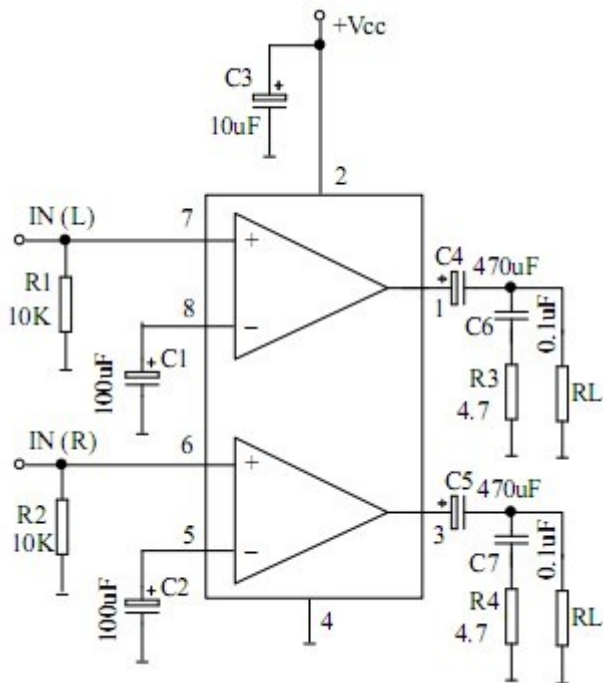 +Vcc
C3
+
10uF
2
IN (L)
7
+
R1
10K
8
−
+
C1
100uF
C4
+
470uF
1
C6
0.1uF
R3
4.7
RL
IN (R)
6
+
R2
10K
5
−
+
C2
100uF
C5
+
470uF
3
C7
0.1uF
R4
4.7
RL
4